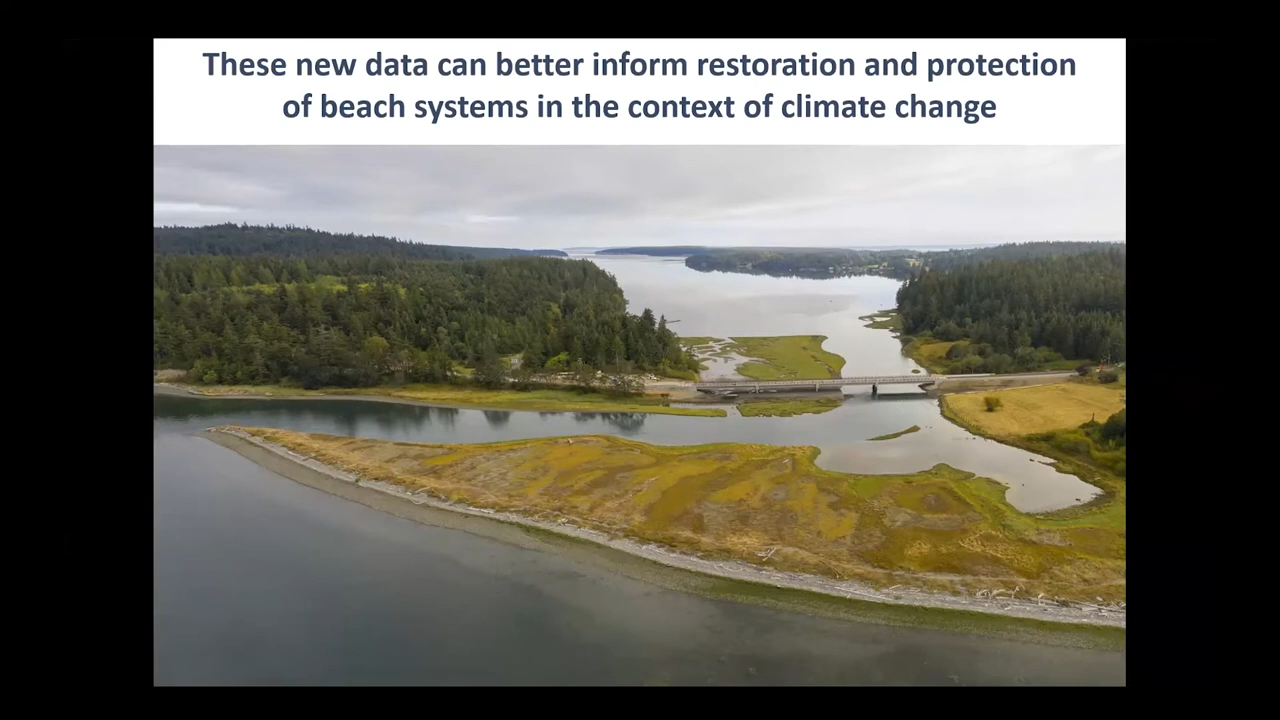 These new data can better inform restoration and protection
of beach systems in the context of climate change